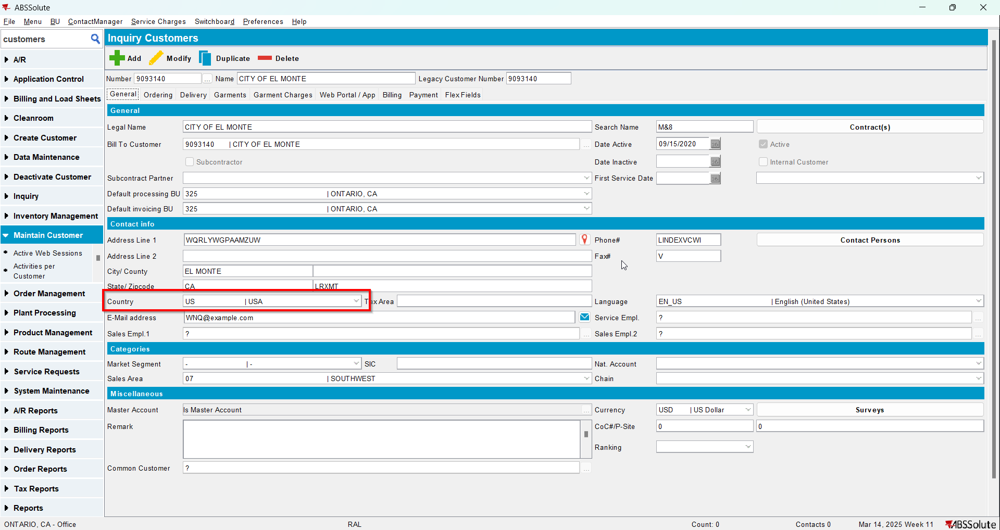 ABSSolute
File Menu BU ContactManager Service Charges Switchboard Preferences Help
customers
Inquiry Customers
Add Modify Duplicate Delete
Number 9093140 ... Name CITY OF EL MONTE Legacy Customer Number 9093140
General Ordering Delivery Garments Garment Charges Web Portal / App Billing Payment Flex Fields
General
Legal Name CITY OF EL MONTE Search Name M&8 Contract(s)
Bill To Customer 9093140 | CITY OF EL MONTE ... Date Active 09/15/2020 16 Active
Subcontractor Date Inactive 16 Internal Customer
Subcontract Partner First Service Date 16
Default processing BU 325 | ONTARIO, CA
Default invoicing BU 325 | ONTARIO, CA
Contact info
Address Line 1 WQRLYWGPAAMZUW Phone# LINDEXVCWI Contact Persons
Address Line 2 Fax# V
City/ County EL MONTE
State/ Zipcode CA LRXMT
Country US | USA Tax Area Language EN_US | English (United States)
E-Mail address WNQ@example.com Service Empl. ? ...
Sales Empl.1 ? ... Sales Empl.2 ? ...
Categories
Market Segment - | - SIC Nat. Account
Sales Area 07 | SOUTHWEST Chain
Miscellaneous
Master Account Is Master Account ... Currency USD | US Dollar Surveys
Remark CoC#/P-Site 0 0
Ranking
Common Customer ? ...
A/R
Application Control
Billing and Load Sheets
Cleanroom
Create Customer
Data Maintenance
Deactivate Customer
Inquiry
Inventory Management
Maintain Customer
Active Web Sessions
Activities per
Customer
Order Management
Plant Processing
Product Management
Route Management
Service Requests
System Maintenance
A/R Reports
Billing Reports
Delivery Reports
Order Reports
Tax Reports
Reports
ONTARIO, CA - Office RAL Count: 0 Contacts 0 Mar 14, 2025 Week 11 ABSSolute